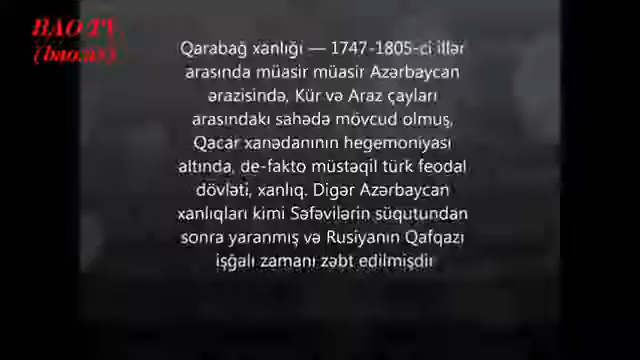 BAO TV
(bao.az)
Qarabağ xanlığı — 1747-1805-ci illər
arasında müasir müasir Azərbaycan
ərazisində, Kür və Araz çayları
arasındakı sahədə mövcud olmuş,
Qacar xanədanının hegemoniyası
altında, de-fakto müstəqil türk feodal
dövləti, xanlıq. Digər Azərbaycan
xanlıqları kimi Səfəvilərin süqutundan
sonra yaranmış və Rusiyanın Qafqazı
işğalı zamanı zəbt edilmişdir